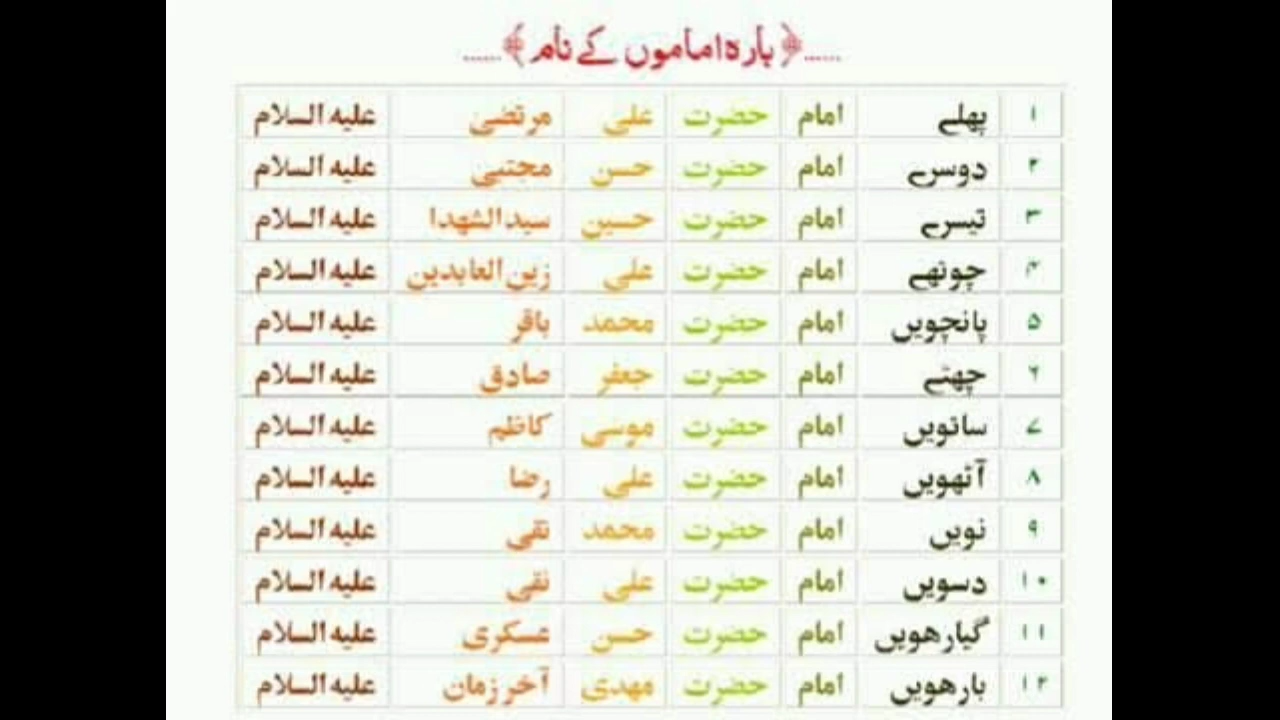 ......﴿بارہ اماموں کے نام﴾......
۱ پہلے امام حضرت علی مرتضیٰ علیہ السلام
۲ دوسرے امام حضرت حسن مجتبیٰ علیہ السلام
۳ تیسرے امام حضرت حسین سیدالشهدا علیہ السلام
۴ چوتھے امام حضرت علی زین العابدین علیہ السلام
۵ پانچویں امام حضرت محمد باقر علیہ السلام
۶ چھٹے امام حضرت جعفر صادق علیہ السلام
۷ ساتویں امام حضرت موسی کاظم علیہ السلام
۸ آٹھویں امام حضرت علی رضا علیہ السلام
۹ نویں امام حضرت محمد تقی علیہ السلام
۱۰ دسویں امام حضرت علی نقی علیہ السلام
۱۱ گیارھویں امام حضرت حسن عسکری علیہ السلام
۱۲ بارھویں امام حضرت مهدی آخر زمان علیہ السلام